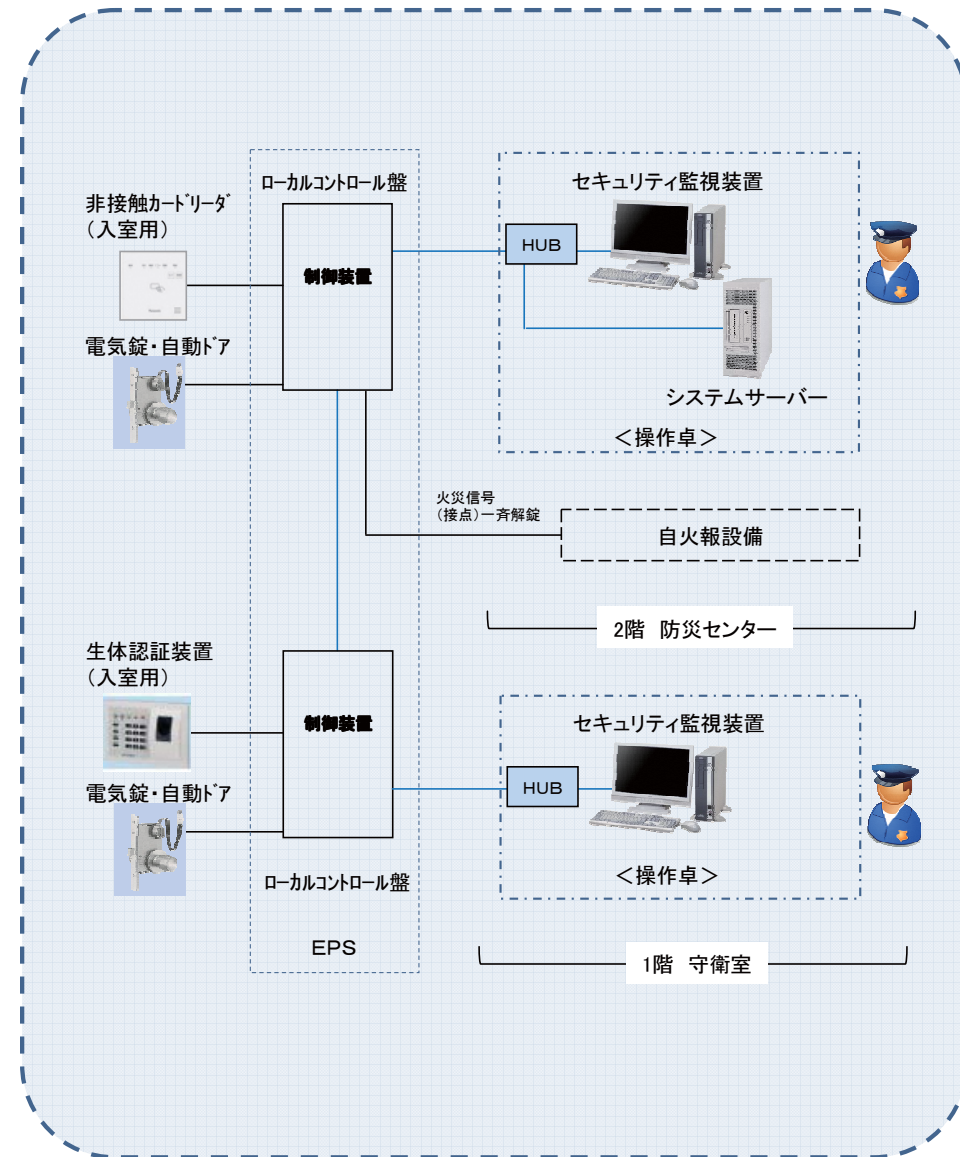 ローカルコントロール盤
セキュリティ監視装置
非接触カードリーダ
(入室用)
HUB
制御装置
電気錠・自動ドア
システムサーバー
＜操作卓＞
火災信号
(接点)一斉解錠
自火報設備
2階 防災センター
生体認証装置
(入室用)
制御装置
セキュリティ監視装置
HUB
電気錠・自動ドア
＜操作卓＞
ローカルコントロール盤
EPS
1階 守衛室